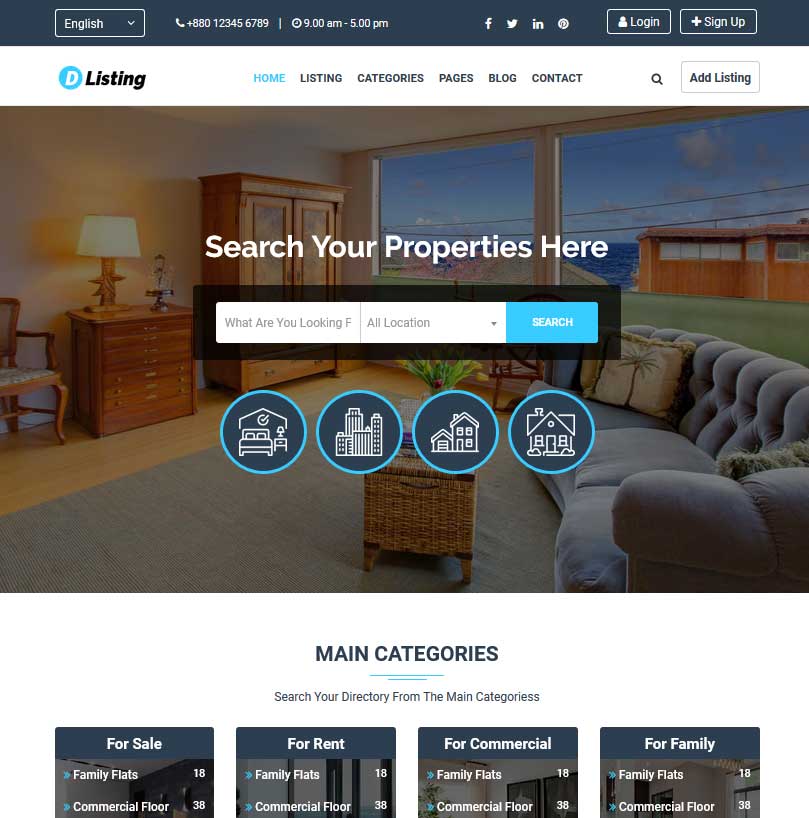 English
+880 12345 6789 | 9.00 am - 5.00 pm
Login
Sign Up
D Listing
HOME LISTING CATEGORIES PAGES BLOG CONTACT
Add Listing
Search Your Properties Here
What Are You Looking F
All Location
SEARCH
MAIN CATEGORIES
Search Your Directory From The Main Categoriess
For Sale
Family Flats 18
Commercial Floor 38
For Rent
Family Flats 18
Commercial Floor 38
For Commercial
Family Flats 18
Commercial Floor 38
For Family
Family Flats 18
Commercial Floor 38